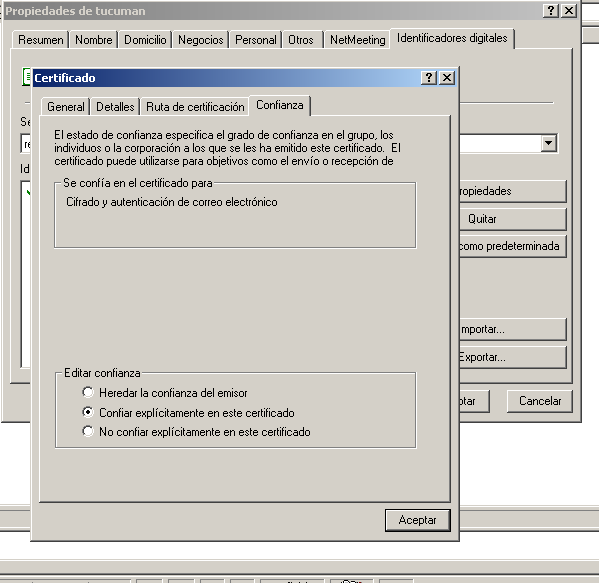 Propiedades de tucuman
Resumen Nombre Domicilio Negocios Personal Otros NetMeeting Identificadores digitales
Certificado
General Detalles Ruta de certificación Confianza
El estado de confianza especifica el grado de confianza en el grupo, los
individuos o la corporación a los que se les ha emitido este certificado. El
certificado puede utilizarse para objetivos como el envío o recepción de
Se confía en el certificado para
Cifrado y autenticación de correo electrónico
ropiedades
Quitar
como predeterminada
mportar...
Exportar...
Editar confianza
Heredar la confianza del emisor
Confiar explícitamente en este certificado
No confiar explícitamente en este certificado
ptar Cancelar
Aceptar